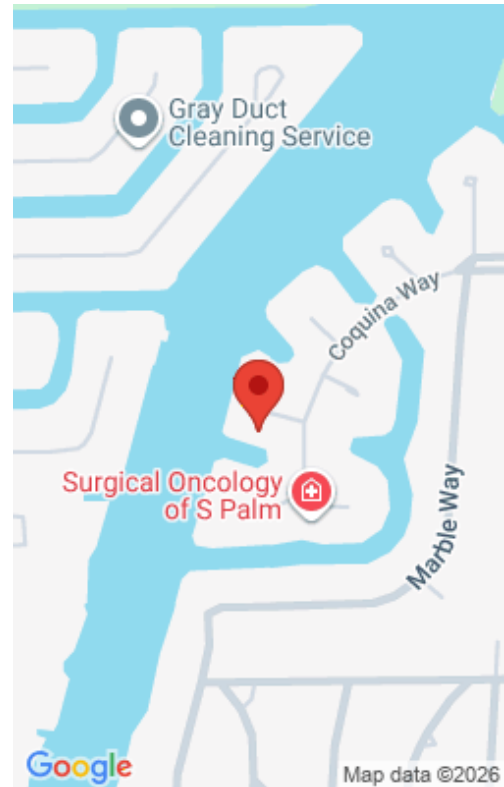 Gray Duct
Cleaning Service
Coquina Way
Surgical Oncology
of S Palm
Marble Way
Google
Map data ©2026